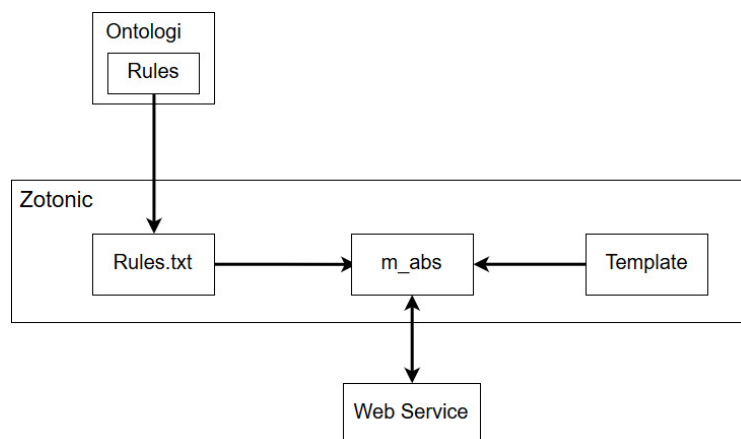 Ontologi
Rules
Zotonic
Rules.txt
m_abs
Template
Web Service